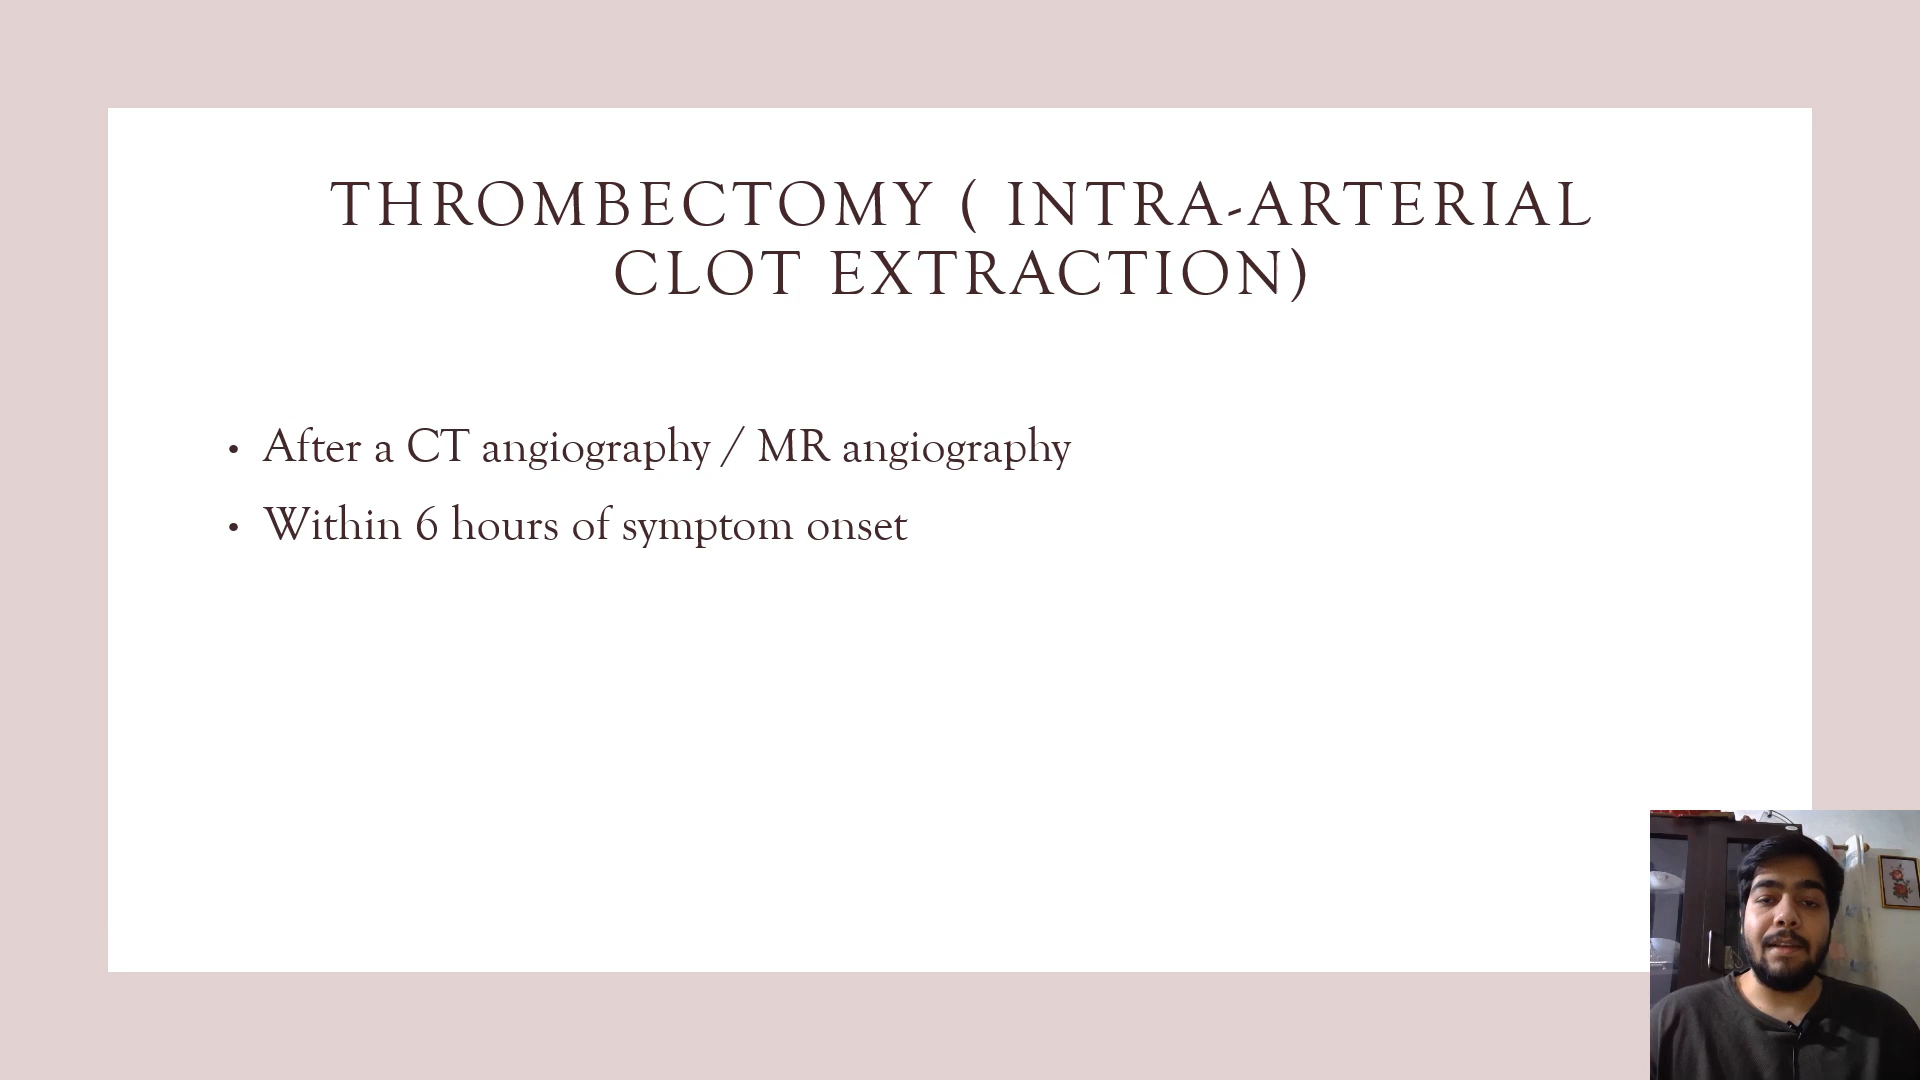 THROMBECTOMY ( INTRA-ARTERIAL
CLOT EXTRACTION)
• After a CT angiography / MR angiography
• Within 6 hours of symptom onset